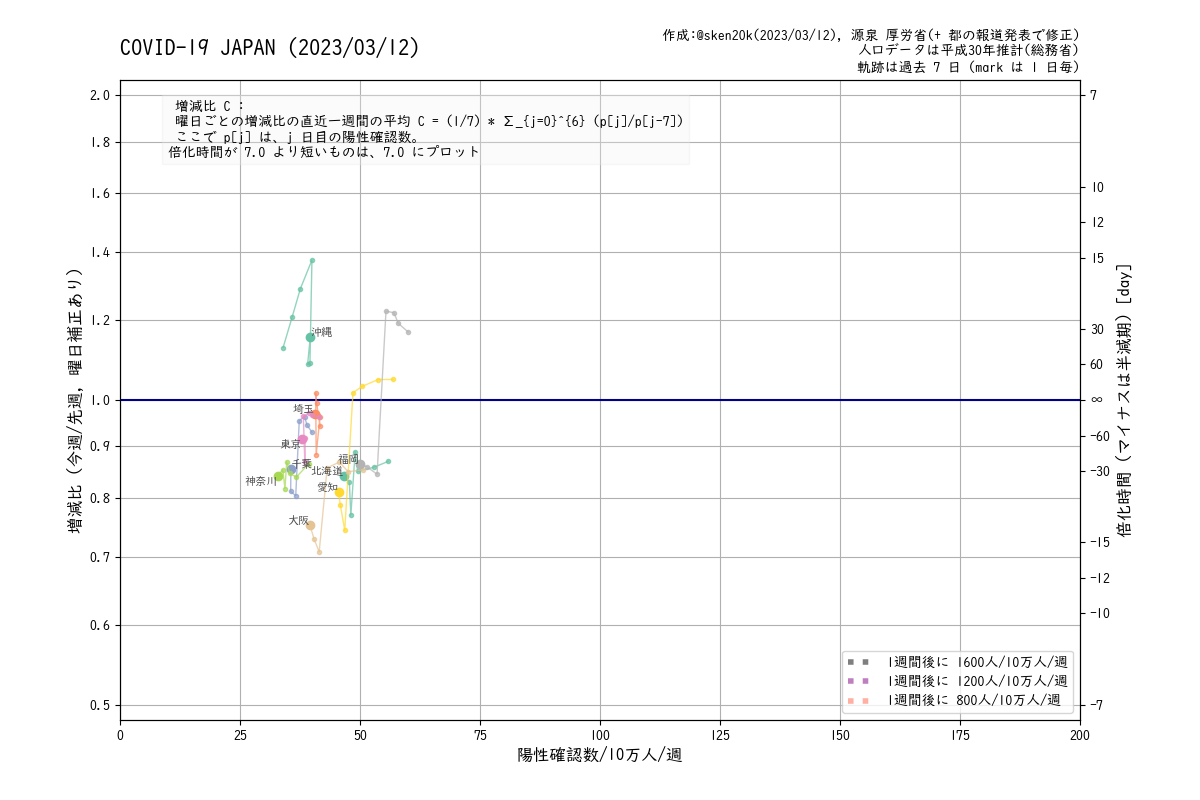 COVID-19 JAPAN (2023/03/12)
作成:@sken20k(2023/03/12), 源泉 厚労省(+ 都の報道発表で修正)
人口データは平成30年推計(総務省)
軌跡は過去 7 日 (mark は 1 日毎)
増減比 C :
曜日ごとの増減比の直近一週間の平均 C = (1/7) * Σ_{j=0}^{6} (p[j]/p[j-7])
ここで p[j] は、j 日目の陽性確認数。
倍化時間が 7.0 より短いものは、7.0 にプロット
増減比 (今週/先週, 曜日補正あり)
2.0
1.8
1.6
1.4
1.2
1.0
0.9
0.8
0.7
0.6
0.5
沖縄
埼玉
東京
千葉
福岡
北海道
神奈川
愛知
大阪
7
10
12
15
30
60
∞
-60
-30
-15
-12
-10
-7
倍化時間 (マイナスは半減期) [day]
1週間後に 1600人/10万人/週
1週間後に 1200人/10万人/週
1週間後に 800人/10万人/週
0 25 50 75 100 125 150 175 200
陽性確認数/10万人/週